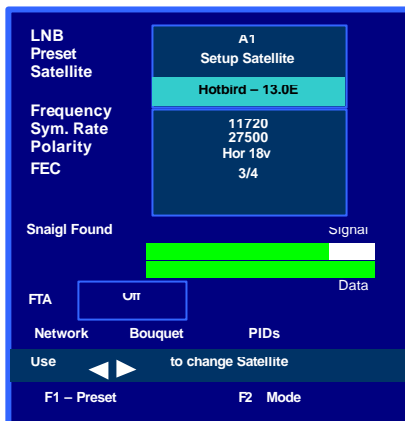 LNB A1
Preset Setup Satellite
Satellite Hotbird – 13.0E
Frequency 11720
Sym. Rate 27500
Polarity Hor 18v
FEC 3/4
Snaigl Found Signal
Data
FTA Off
Network Bouquet PIDs
Use ◀ ▶ to change Satellite
F1 – Preset F2 Mode